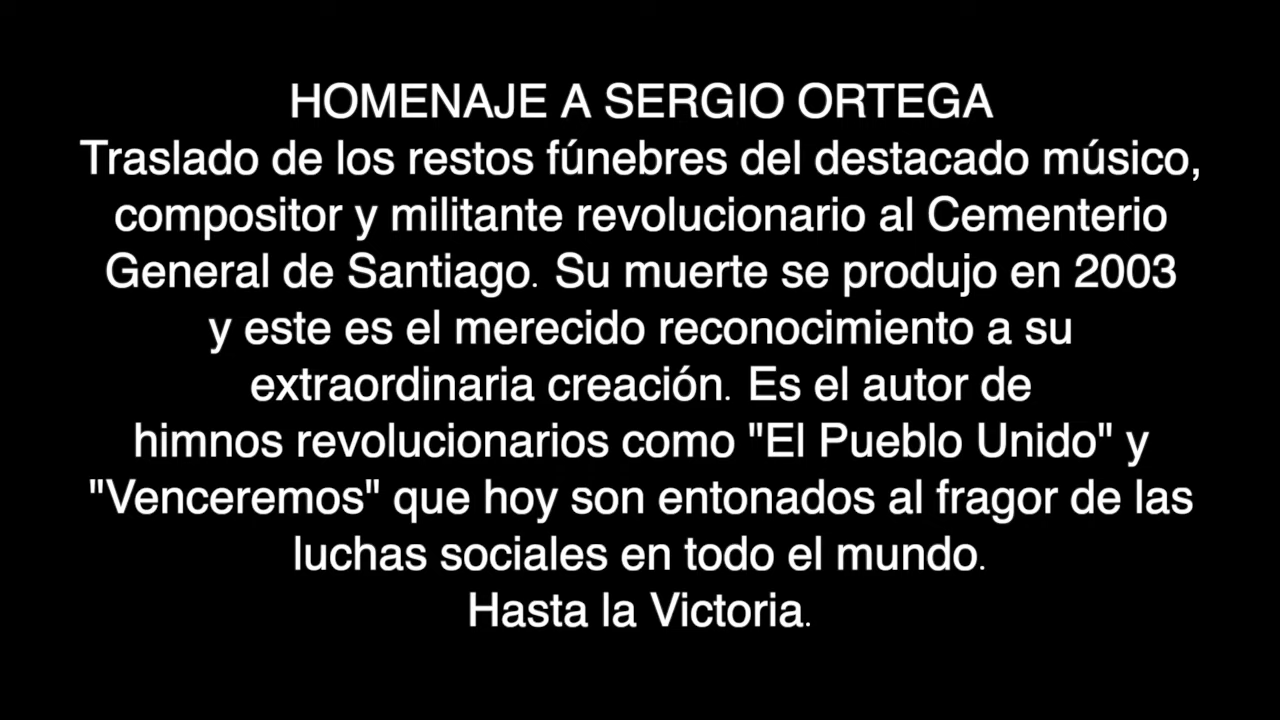 HOMENAJE A SERGIO ORTEGA
Traslado de los restos fúnebres del destacado músico,
compositor y militante revolucionario al Cementerio
General de Santiago. Su muerte se produjo en 2003
y este es el merecido reconocimiento a su
extraordinaria creación. Es el autor de
himnos revolucionarios como "El Pueblo Unido" y
"Venceremos" que hoy son entonados al fragor de las
luchas sociales en todo el mundo.
Hasta la Victoria.